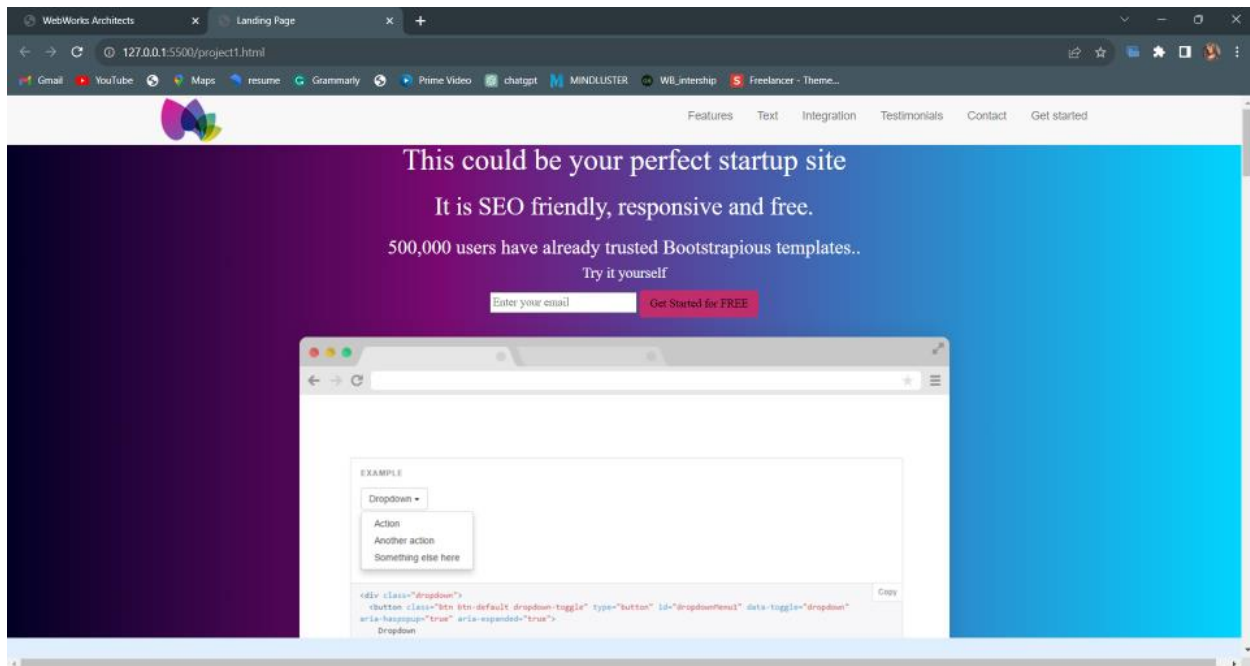 WebWorks Architects
Landing Page
127.0.0.1:5500/project1.html
Gmail YouTube Maps resume Grammarly Prime Video chatgpt MINDLUSTER WB_intership Freelancer - Theme...
Features Text Integration Testimonials Contact Get started
This could be your perfect startup site
It is SEO friendly, responsive and free.
500,000 users have already trusted Bootstrapious templates..
Try it yourself
Enter your email Get Started for FREE
EXAMPLE
Dropdown
Action
Another action
Something else here
Copy
<div class="dropdown">
<button class="btn btn-default dropdown-toggle" type="button" id="dropdownMenu1" data-toggle="dropdown"
aria-haspopup="true" aria-expanded="true">
Dropdown